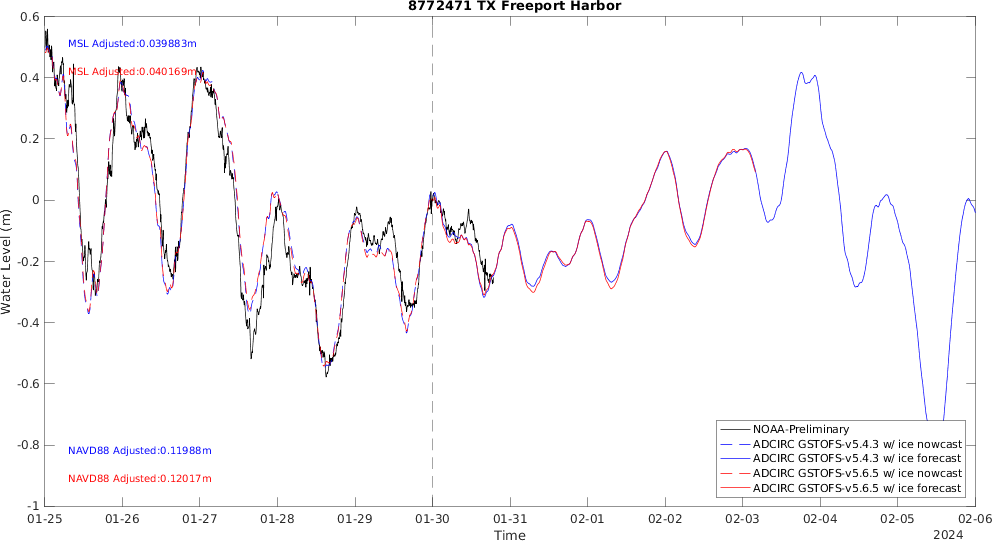 8772471 TX Freeport Harbor
0.6
0.4
0.2
0
-0.2
-0.4
-0.6
-0.8
-1
Water Level (m)
MSL Adjusted:0.039883m
MSL Adjusted:0.040169m
NAVD88 Adjusted:0.11988m
NAVD88 Adjusted:0.12017m
NOAA-Preliminary
ADCIRC GSTOFS-v5.4.3 w/ ice nowcast
ADCIRC GSTOFS-v5.4.3 w/ ice forecast
ADCIRC GSTOFS-v5.6.5 w/ ice nowcast
ADCIRC GSTOFS-v5.6.5 w/ ice forecast
01-25 01-26 01-27 01-28 01-29 01-30 01-31 02-01 02-02 02-03 02-04 02-05 02-06
Time
2024